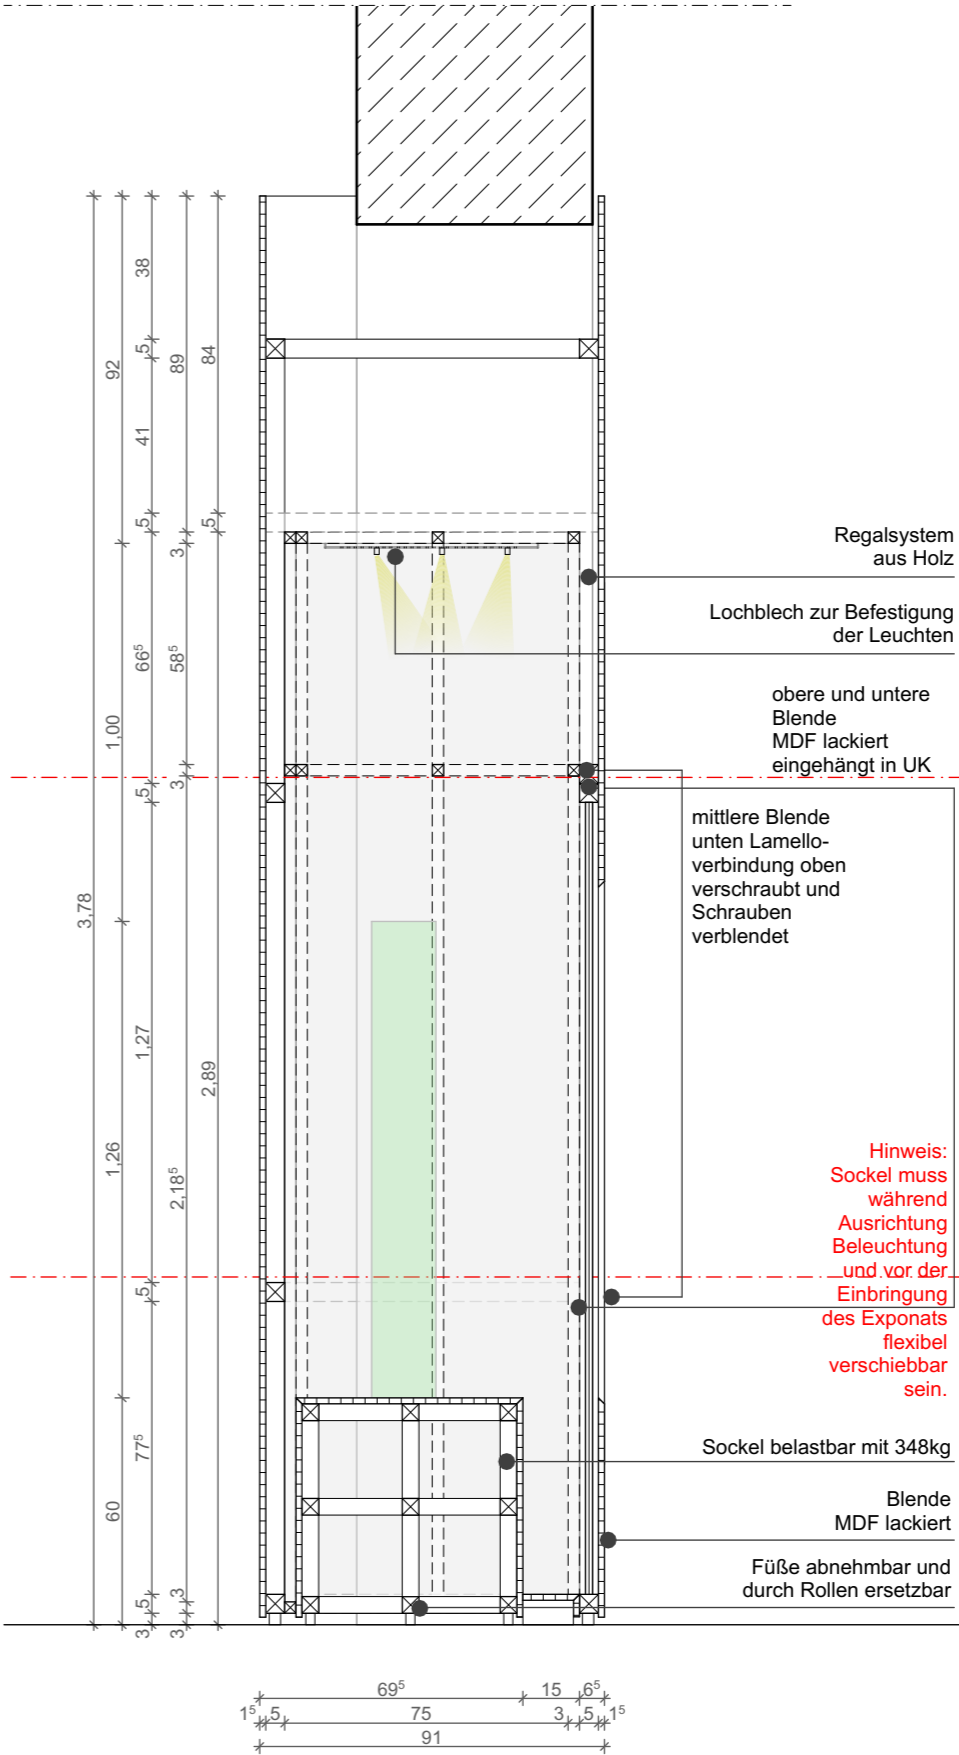 38
5
92
89
84
41
5
5
3
Regalsystem
aus Holz
Lochblech zur Befestigung
der Leuchten
66⁵
58⁵
1,00
obere und untere
Blende
MDF lackiert
eingehängt in UK
5
3
mittlere Blende
unten Lamello-
verbindung oben
verschraubt und
Schrauben
verblendet
3,78
1,27
2,89
1,26
2,18⁵
Hinweis:
Sockel muss
während
Ausrichtung
Beleuchtung
und vor der
Einbringung
des Exponats
flexibel
verschiebbar
sein.
5
77⁵
60
Sockel belastbar mit 348kg
Blende
MDF lackiert
Füße abnehmbar und
durch Rollen ersetzbar
5
3
3
3
69⁵ 15 6⁵
1⁵ 5 75 3 5 1⁵
91